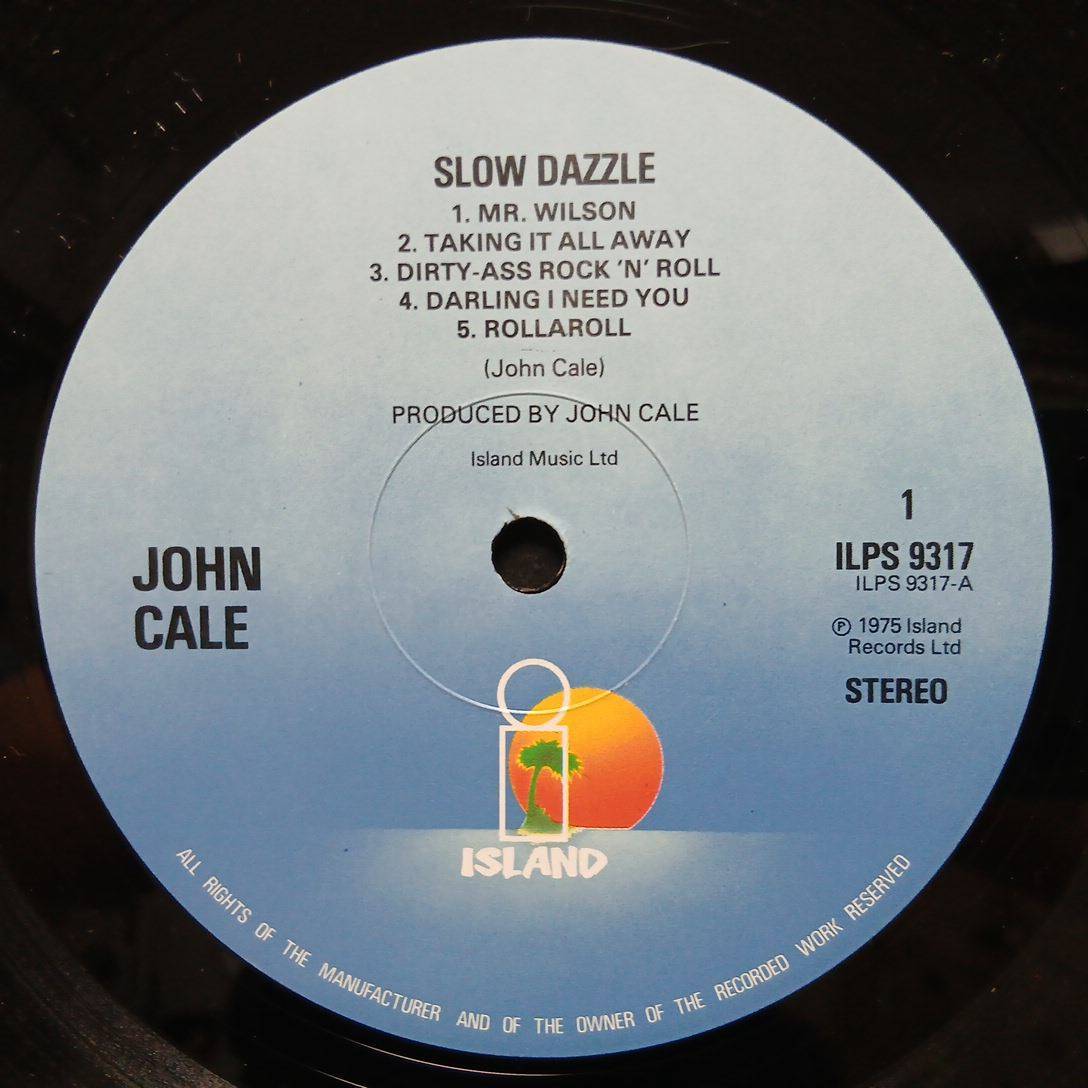 SLOW DAZZLE
1. MR. WILSON
2. TAKING IT ALL AWAY
3. DIRTY-ASS ROCK 'N' ROLL
4. DARLING I NEED YOU
5. ROLLAROLL
(John Cale)
PRODUCED BY JOHN CALE
Island Music Ltd
JOHN
CALE
1
ILPS 9317
ILPS 9317-A
℗ 1975 Island
Records Ltd
STEREO
ISLAND
ALL RIGHTS OF THE MANUFACTURER AND OF THE OWNER OF THE RECORDED WORK RESERVED